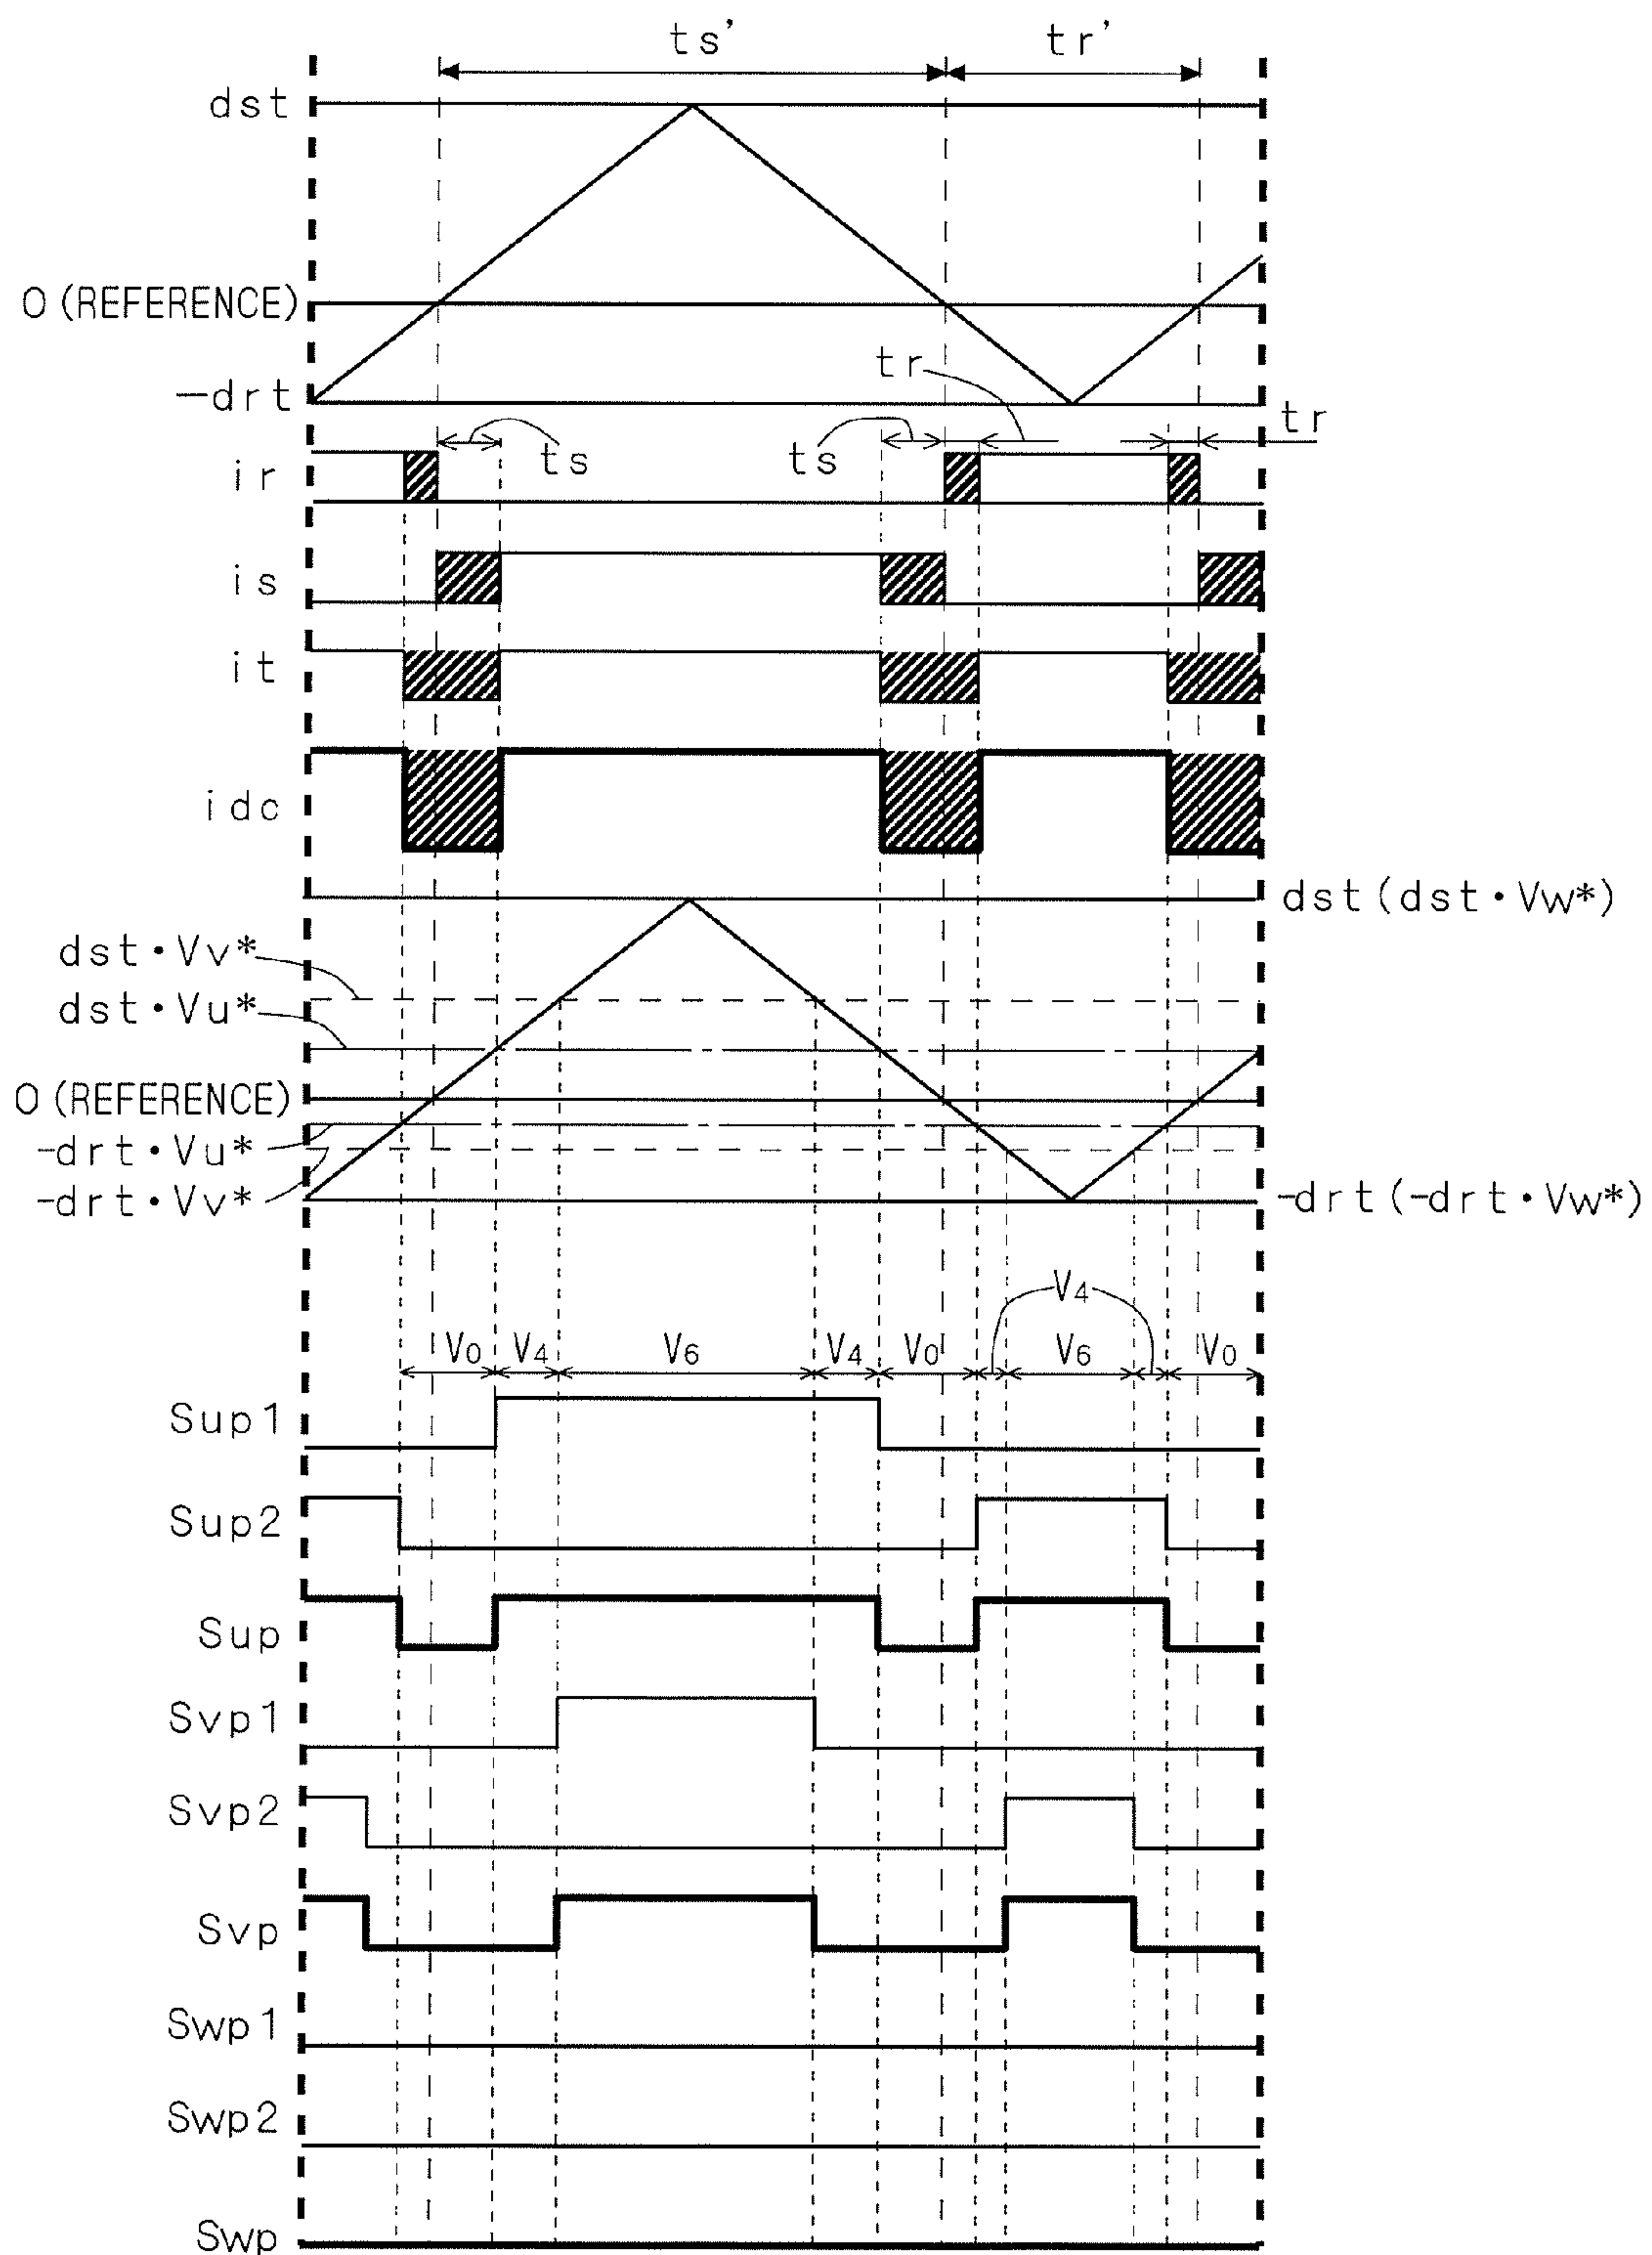 ts' tr'
dst
0 (REFERENCE)
-drt
tr
tr
ts ts
ir
is
it
idc
dst (dst・Vw*)
dst・Vv*
dst・Vu*
0 (REFERENCE)
-drt・Vu*
-drt・Vv*
-drt (-drt・Vw*)
V4
V0 V4 V6 V4 V0 V6 V0
Sup1
Sup2
Sup
Svp1
Svp2
Svp
Swp1
Swp2
Swp